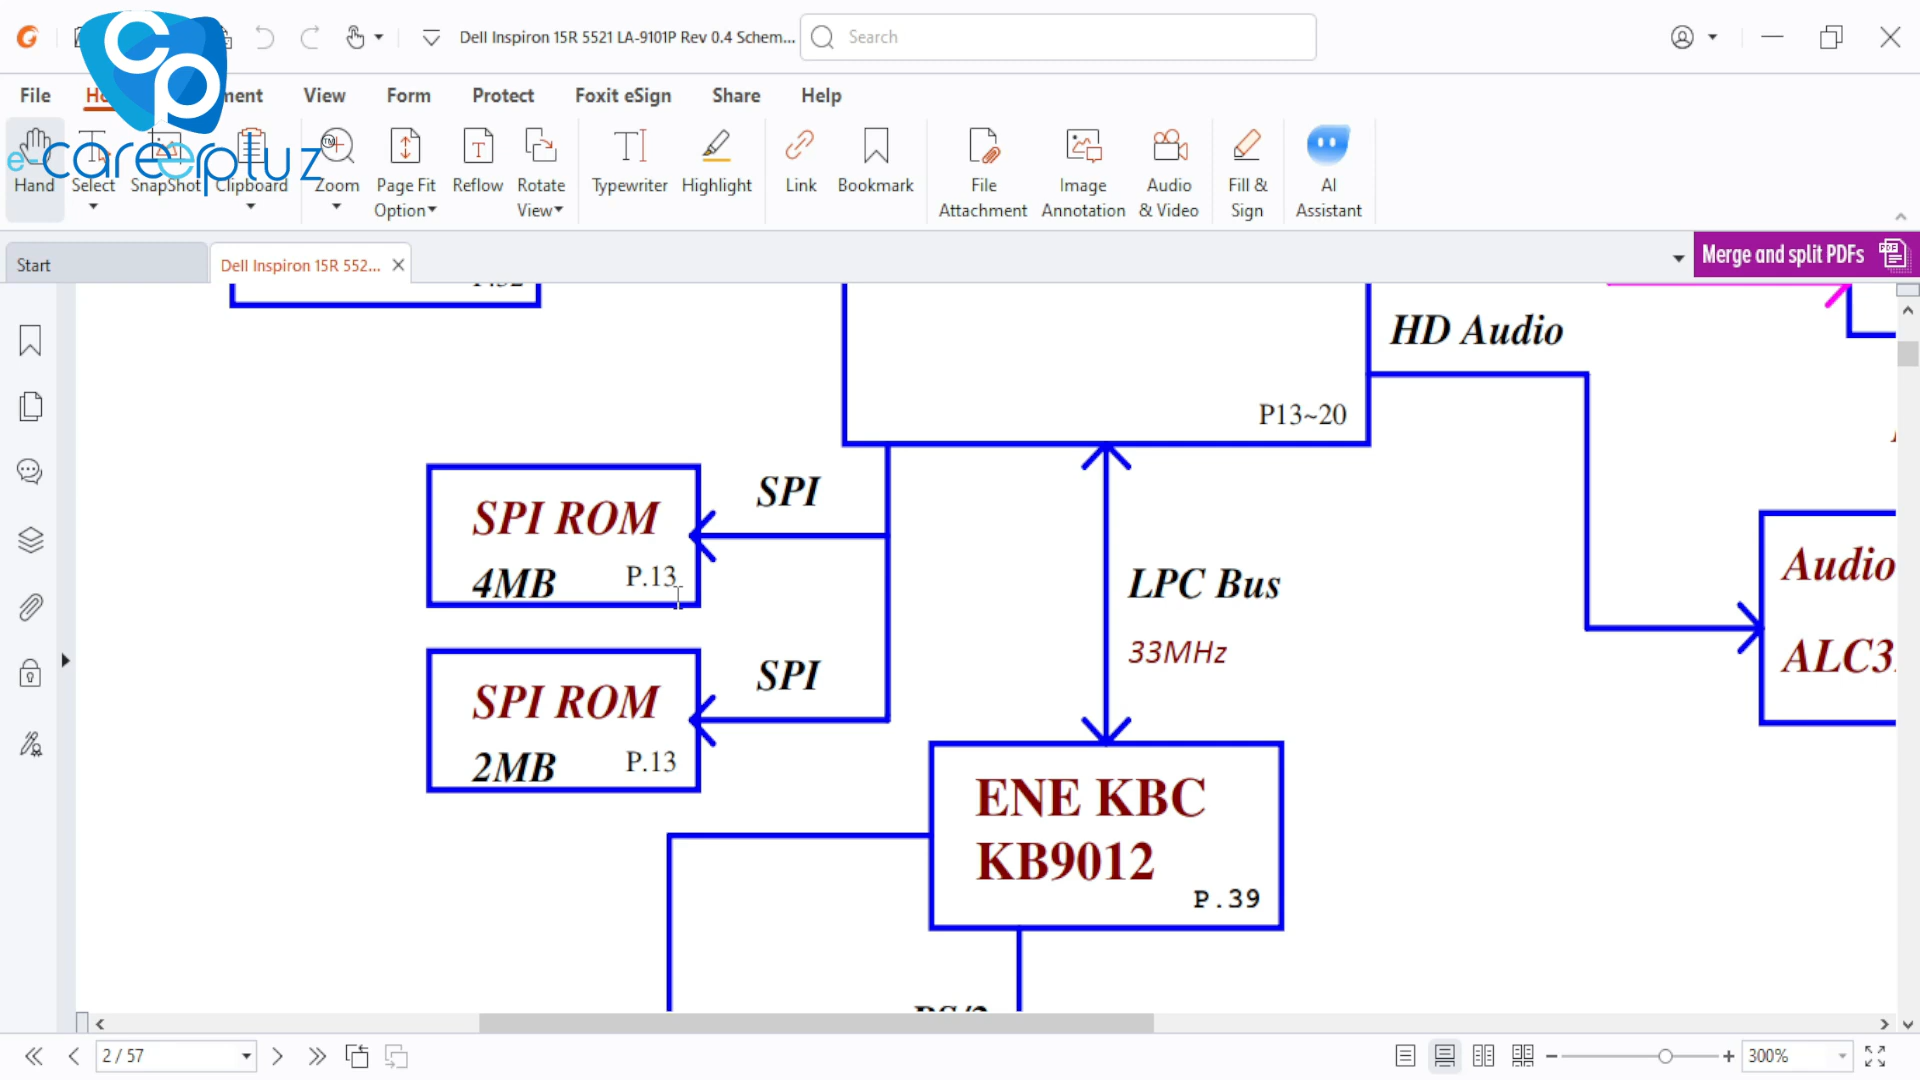 Dell Inspiron 15R 5521 LA-9101P Rev 0.4 Schem...
Search
CP
e-careerpluz
TM
File
View
Form
Protect
Foxit eSign
Share
Help
Hand
Select
SnapShot
Clipboard
Zoom
Page Fit
Option
Reflow
Rotate
View
Typewriter
Highlight
Link
Bookmark
File
Attachment
Image
Annotation
Audio
& Video
Fill &
Sign
AI
Assistant
Start
Dell Inspiron 15R 552...
Merge and split PDFs
HD Audio
P13~20
SPI ROM
4MB
P.13
SPI
LPC Bus
33MHz
Audio
ALC3
SPI ROM
2MB
P.13
SPI
ENE KBC
KB9012
P.39
2 / 57
300%